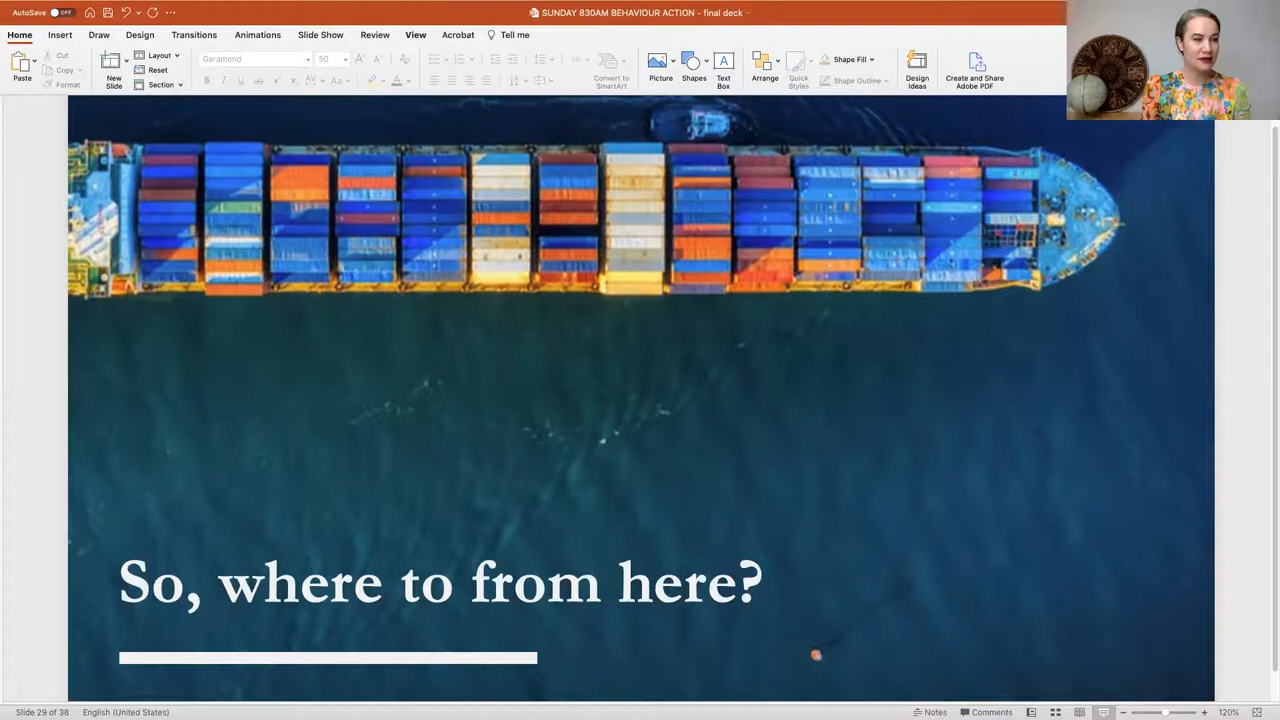 AutoSave OFF
SUNDAY 830AM BEHAVIOUR ACTION - final deck
Home Insert Draw Design Transitions Animations Slide Show Review View Acrobat Tell me
Paste
Cut
Copy
Format
New
Slide
Layout
Reset
Section
Garamond 50
Convert to
SmartArt
Picture
Shapes
Text
Box
Arrange
Quick
Styles
Shape Fill
Shape Outline
Design
Ideas
Create and Share
Adobe PDF
So, where to from here?
Slide 29 of 38 English (United States) Notes Comments 120%